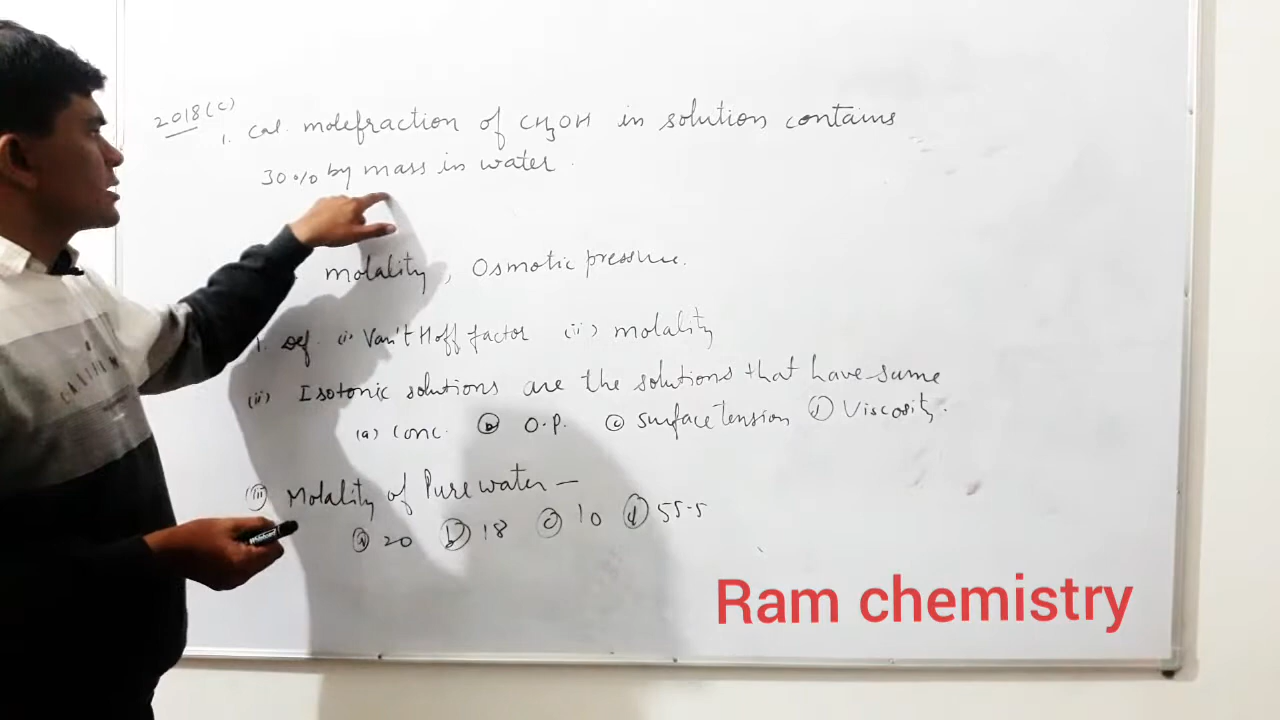 2018(C)
1. Cal. molefraction of CH3OH in solution contains
30% by mass in water.
. molality, Osmotic pressure.
1. Def. (i) Van't Hoff factor (ii) molality
(ii) Isotonic solutions are the solutions that have same
(a) Conc. (b) O.P. (c) Surface tension (d) Viscosity.
(iii) Molality of Pure water —
(a) 20 (b) 18 (c) 10 (d) 55.5
Ram chemistry